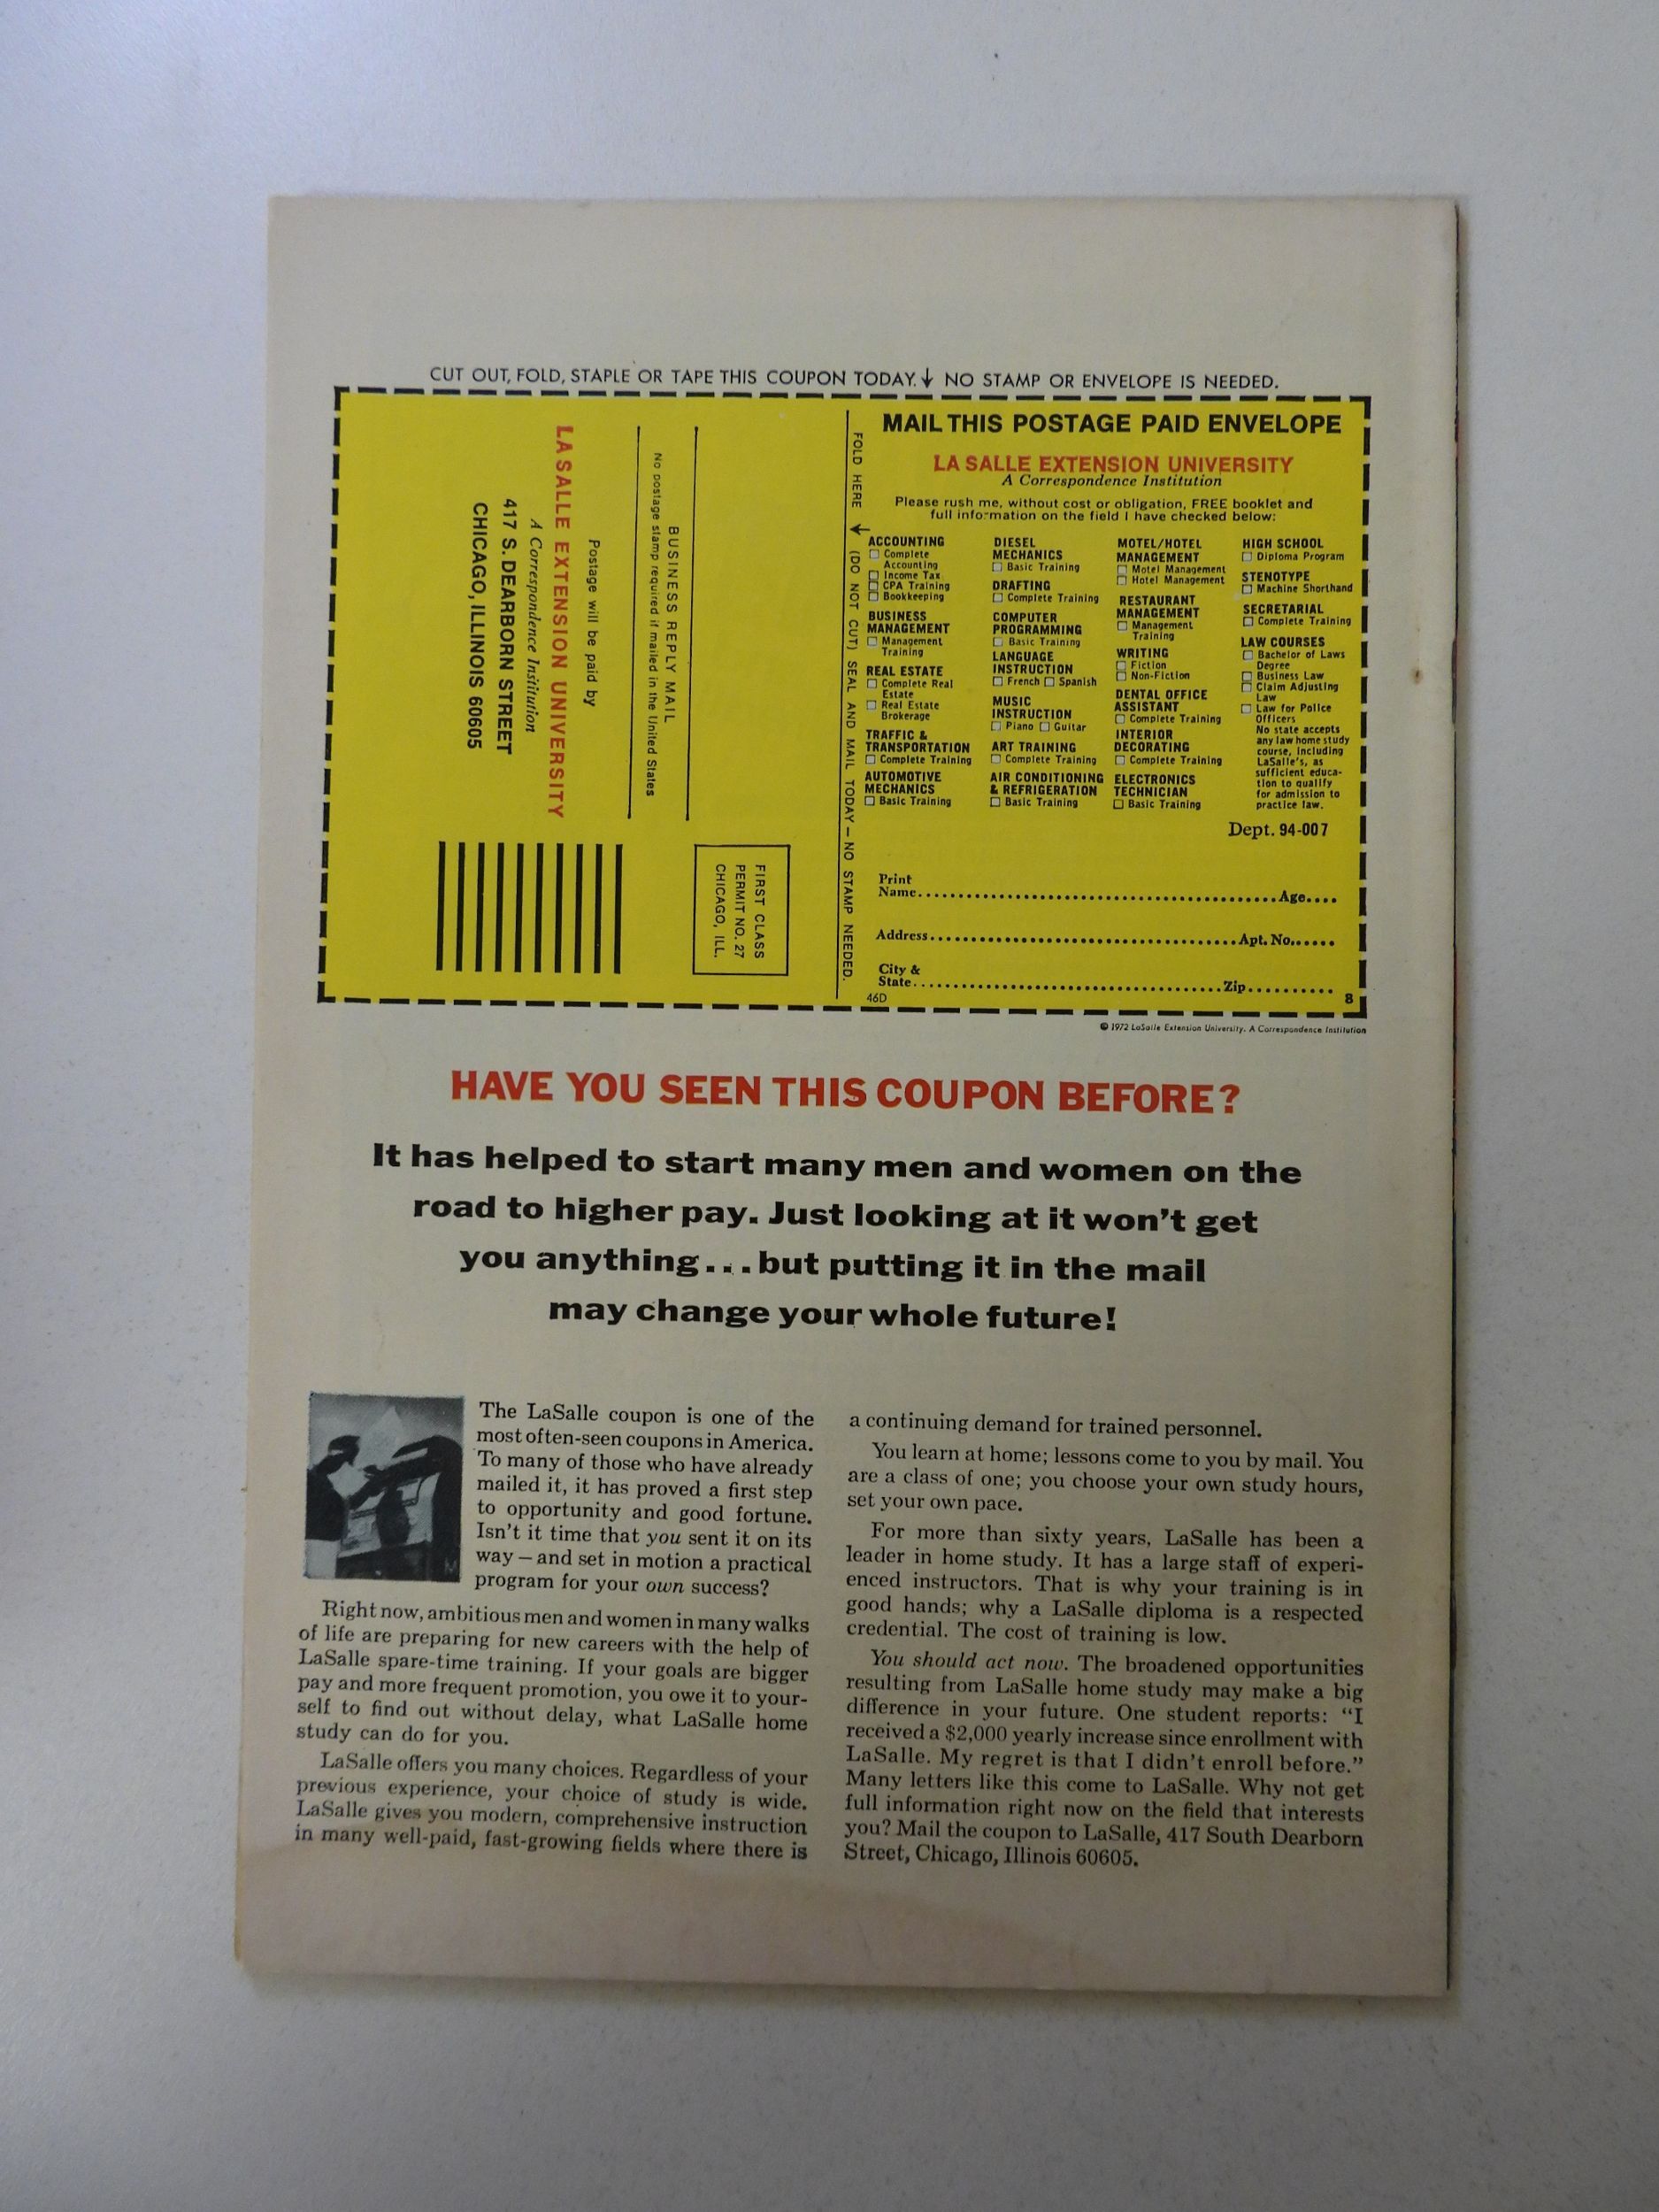 CUT OUT, FOLD, STAPLE OR TAPE THIS COUPON TODAY. ↓ NO STAMP OR ENVELOPE IS NEEDED.
BUSINESS REPLY MAIL
No postage stamp required if mailed in the United States
Postage will be paid by
LA SALLE EXTENSION UNIVERSITY
A Correspondence Institution
417 S. DEARBORN STREET
CHICAGO, ILLINOIS 60605
FIRST CLASS
PERMIT NO. 27
CHICAGO, ILL.
FOLD HERE ↓ (DO NOT CUT) SEAL AND MAIL TODAY — NO STAMP NEEDED.
MAIL THIS POSTAGE PAID ENVELOPE
LA SALLE EXTENSION UNIVERSITY
A Correspondence Institution
Please rush me, without cost or obligation, FREE booklet and
full information on the field I have checked below:
ACCOUNTING
☐ Complete
Accounting
☐ Income Tax
☐ CPA Training
☐ Bookkeeping
BUSINESS
MANAGEMENT
☐ Management
Training
REAL ESTATE
☐ Complete Real
Estate
☐ Real Estate
Brokerage
TRAFFIC &
TRANSPORTATION
☐ Complete Training
AUTOMOTIVE
MECHANICS
☐ Basic Training
DIESEL
MECHANICS
☐ Basic Training
DRAFTING
☐ Complete Training
COMPUTER
PROGRAMMING
☐ Basic Training
LANGUAGE
INSTRUCTION
☐ French ☐ Spanish
MUSIC
INSTRUCTION
☐ Piano ☐ Guitar
ART TRAINING
☐ Complete Training
AIR CONDITIONING
& REFRIGERATION
☐ Basic Training
MOTEL/HOTEL
MANAGEMENT
☐ Motel Management
☐ Hotel Management
RESTAURANT
MANAGEMENT
☐ Management
Training
WRITING
☐ Fiction
☐ Non-Fiction
DENTAL OFFICE
ASSISTANT
☐ Complete Training
INTERIOR
DECORATING
☐ Complete Training
ELECTRONICS
TECHNICIAN
☐ Basic Training
HIGH SCHOOL
☐ Diploma Program
STENOTYPE
☐ Machine Shorthand
SECRETARIAL
☐ Complete Training
LAW COURSES
☐ Bachelor of Laws
Degree
☐ Business Law
☐ Claim Adjusting
Law
☐ Law for Police
Officers
No state accepts
any law home study
course, including
LaSalle's, as
sufficient educa-
tion to qualify
for admission to
practice law.
Dept. 94-007
Print
Name..........Age....
Address..........Apt. No......
City &
State..........Zip..........
46D 8
© 1972 LaSalle Extension University. A Correspondence Institution
HAVE YOU SEEN THIS COUPON BEFORE?
It has helped to start many men and women on the
road to higher pay. Just looking at it won't get
you anything...but putting it in the mail
may change your whole future!
The LaSalle coupon is one of the
most often-seen coupons in America.
To many of those who have already
mailed it, it has proved a first step
to opportunity and good fortune.
Isn't it time that you sent it on its
way — and set in motion a practical
program for your own success?
Right now, ambitious men and women in many walks
of life are preparing for new careers with the help of
LaSalle spare-time training. If your goals are bigger
pay and more frequent promotion, you owe it to your-
self to find out without delay, what LaSalle home
study can do for you.
LaSalle offers you many choices. Regardless of your
previous experience, your choice of study is wide.
LaSalle gives you modern, comprehensive instruction
in many well-paid, fast-growing fields where there is
a continuing demand for trained personnel.
You learn at home; lessons come to you by mail. You
are a class of one; you choose your own study hours,
set your own pace.
For more than sixty years, LaSalle has been a
leader in home study. It has a large staff of experi-
enced instructors. That is why your training is in
good hands; why a LaSalle diploma is a respected
credential. The cost of training is low.
You should act now. The broadened opportunities
resulting from LaSalle home study may make a big
difference in your future. One student reports: "I
received a $2,000 yearly increase since enrollment with
LaSalle. My regret is that I didn't enroll before."
Many letters like this come to LaSalle. Why not get
full information right now on the field that interests
you? Mail the coupon to LaSalle, 417 South Dearborn
Street, Chicago, Illinois 60605.